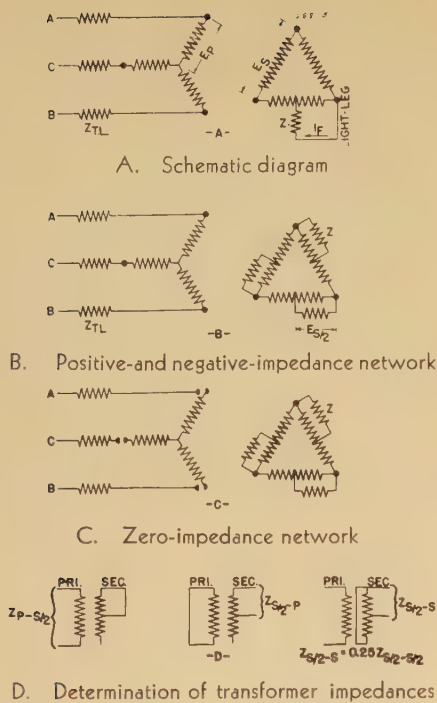 A
C
B
Z_TL
E_P
-A-
E_S
Z
I_F
A. Schematic diagram
A
C
B
Z_TL
-B-
Z
E_S/2
B. Positive-and negative-impedance network
A
C
B
-C-
Z
C. Zero-impedance network
PRI. SEC. PRI. SEC. PRI. SEC.
Z_P-S/2 Z_S/2-P Z_S/2-S
-D- Z_S/2-S = 0.25 Z_S/2-S/2
D. Determination of transformer impedances